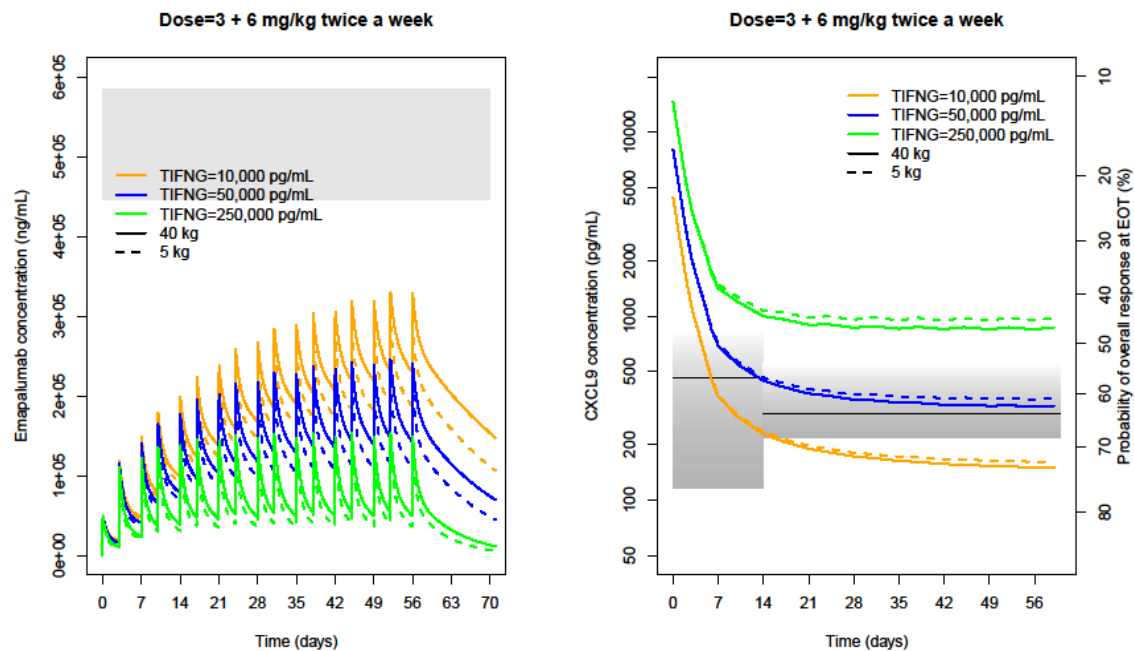 Dose=3 + 6 mg/kg twice a week
Enapalumab concentration (ng/mL)
6e+05
5e+05
4e+05
3e+05
2e+05
1e+05
0e+00
TIFNG=10,000 pg/mL
TIFNG=50,000 pg/mL
TIFNG=250,000 pg/mL
40 kg
5 kg
0 7 14 21 28 35 42 49 56 63 70
Time (days)
Dose=3 + 6 mg/kg twice a week
CXCL9 concentration (pg/mL)
10000
5000
2000
1000
500
200
100
50
TIFNG=10,000 pg/mL
TIFNG=50,000 pg/mL
TIFNG=250,000 pg/mL
40 kg
5 kg
0 7 14 21 28 35 42 49 56
Time (days)
10
20
30
40
50
60
70
80
Probability of overall response at EOT (%)